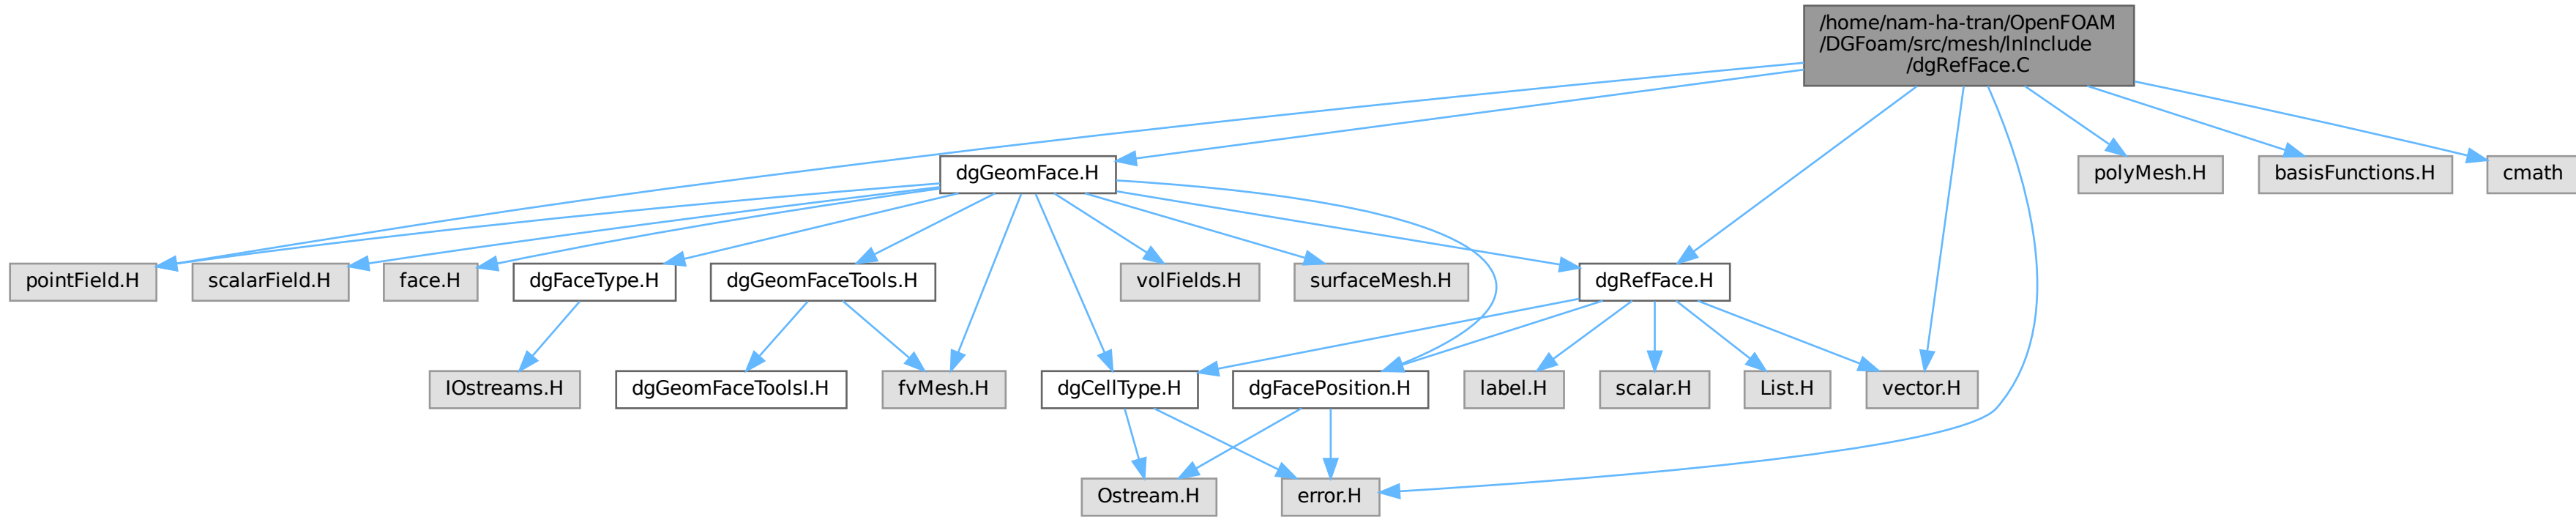 /home/nam-ha-tran/OpenFOAM
/DGFoam/src/mesh/lnInclude
/dgRefFace.C
dgGeomFace.H
polyMesh.H
basisFunctions.H
cmath
pointField.H
scalarField.H
face.H
dgFaceType.H
dgGeomFaceTools.H
volFields.H
surfaceMesh.H
dgRefFace.H
IOstreams.H
dgGeomFaceToolsI.H
fvMesh.H
dgCellType.H
dgFacePosition.H
label.H
scalar.H
List.H
vector.H
Ostream.H
error.H